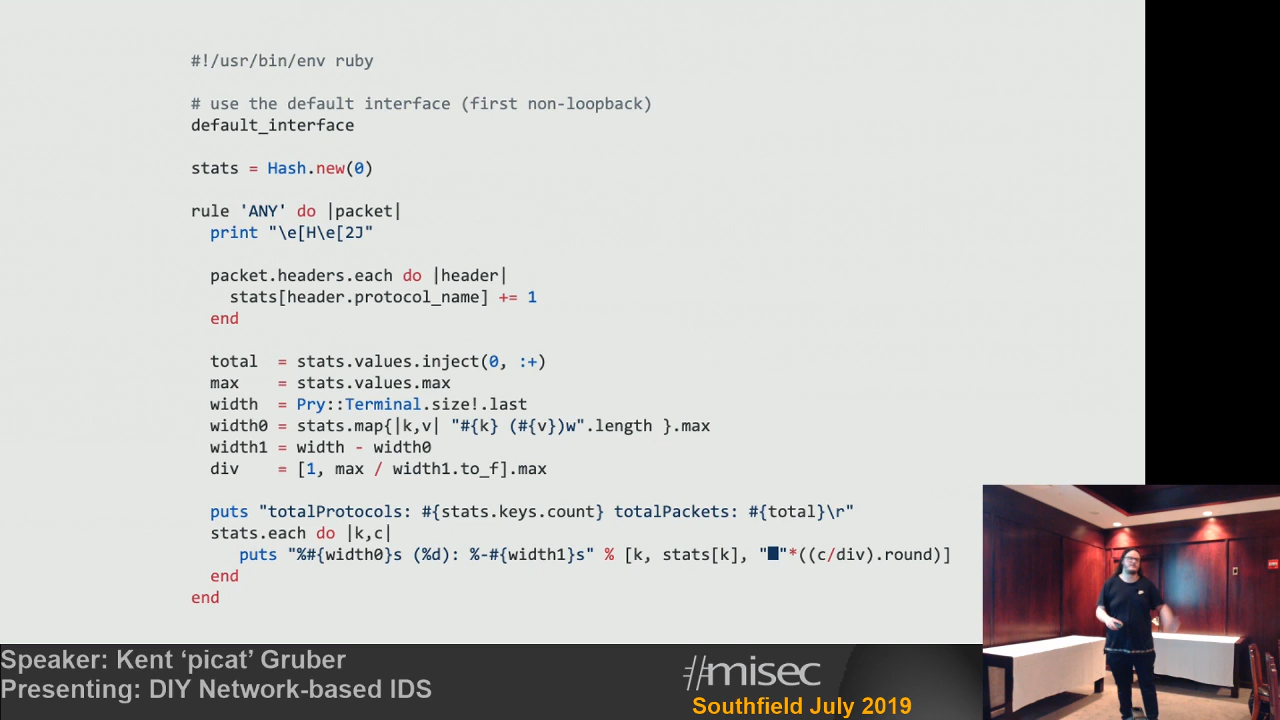 #!/usr/bin/env ruby
# use the default interface (first non-loopback)
default_interface
stats = Hash.new(0)
rule 'ANY' do |packet|
  print "\e[H\e[2J"
  packet.headers.each do |header|
    stats[header.protocol_name] += 1
  end
  total  = stats.values.inject(0, :+)
  max    = stats.values.max
  width  = Pry::Terminal.size!.last
  width0 = stats.map{|k,v| "#{k} (#{v})w".length }.max
  width1 = width - width0
  div    = [1, max / width1.to_f].max
  puts "totalProtocols: #{stats.keys.count} totalPackets: #{total}\r"
  stats.each do |k,c|
     puts "%#{width0}s (%d): %-#{width1}s" % [k, stats[k], "■"*((c/div).round)]
  end
end
Speaker: Kent ‘picat’ Gruber
Presenting: DIY Network-based IDS
#misec
Southfield July 2019